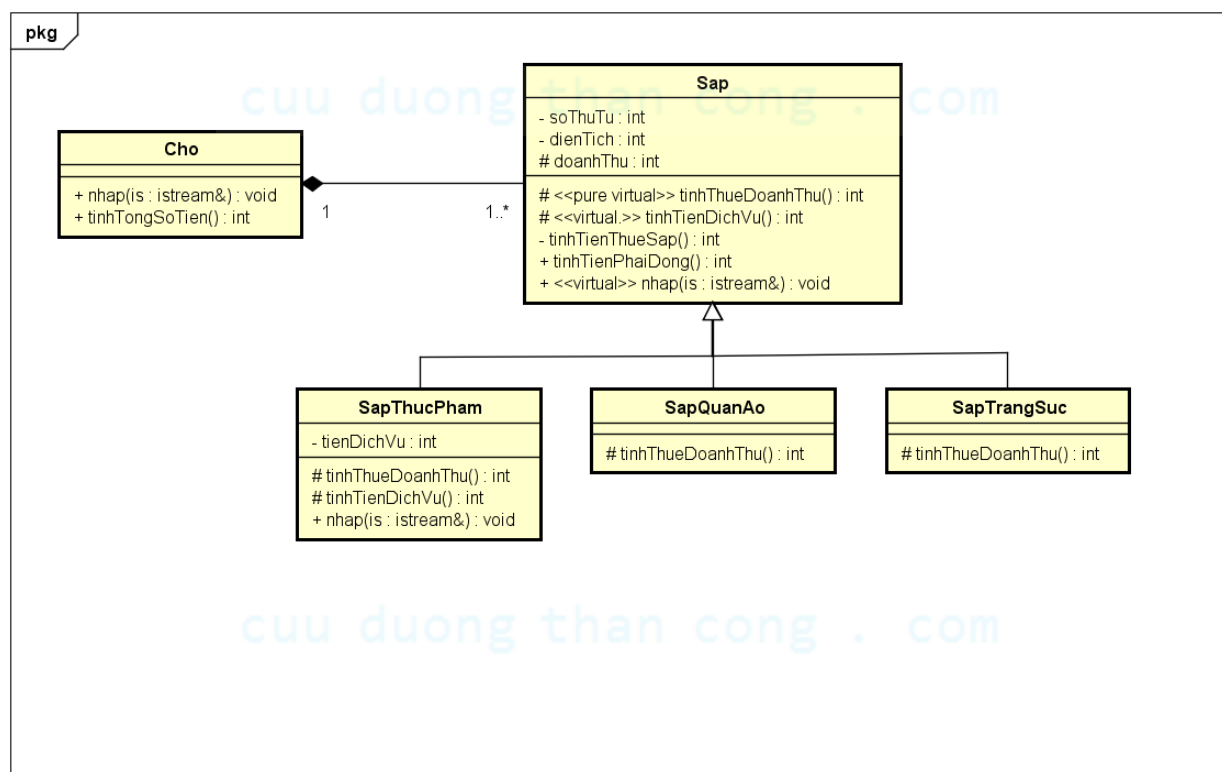 pkg
cuu duong than cong . com
Sap
- soThuTu : int
- dienTich : int
# doanhThu : int
# <<pure virtual>> tinhThueDoanhThu() : int
# <<virtual.>> tinhTienDichVu() : int
- tinhTienThueSap() : int
+ tinhTienPhaiDong() : int
+ <<virtual>> nhap(is : istream&) : void
Cho
+ nhap(is : istream&) : void
+ tinhTongSoTien() : int
1
1..*
SapThucPham
- tienDichVu : int
# tinhThueDoanhThu() : int
# tinhTienDichVu() : int
+ nhap(is : istream&) : void
SapQuanAo
# tinhThueDoanhThu() : int
SapTrangSuc
# tinhThueDoanhThu() : int
cuu duong than cong . com